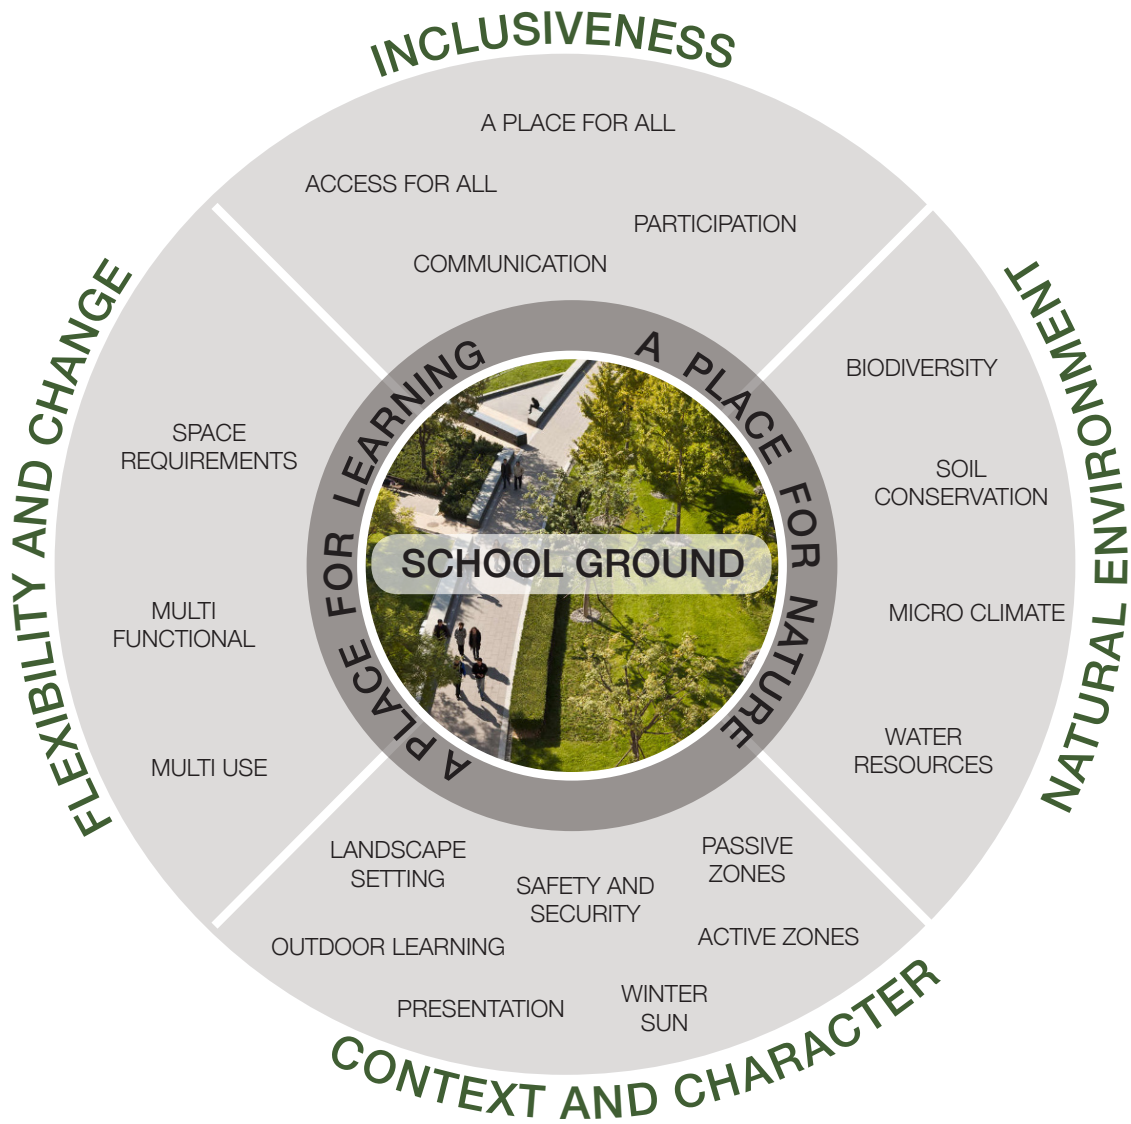 INCLUSIVENESS
A PLACE FOR ALL
ACCESS FOR ALL
PARTICIPATION
COMMUNICATION
NATURAL ENVIRONMENT
BIODIVERSITY
SOIL
CONSERVATION
MICRO CLIMATE
WATER
RESOURCES
CONTEXT AND CHARACTER
LANDSCAPE
SETTING
SAFETY AND
SECURITY
PASSIVE
ZONES
OUTDOOR LEARNING
ACTIVE ZONES
PRESENTATION
WINTER
SUN
FLEXIBILITY AND CHANGE
SPACE
REQUIREMENTS
MULTI
FUNCTIONAL
MULTI USE
A PLACE FOR LEARNING
A PLACE FOR NATURE
SCHOOL GROUND